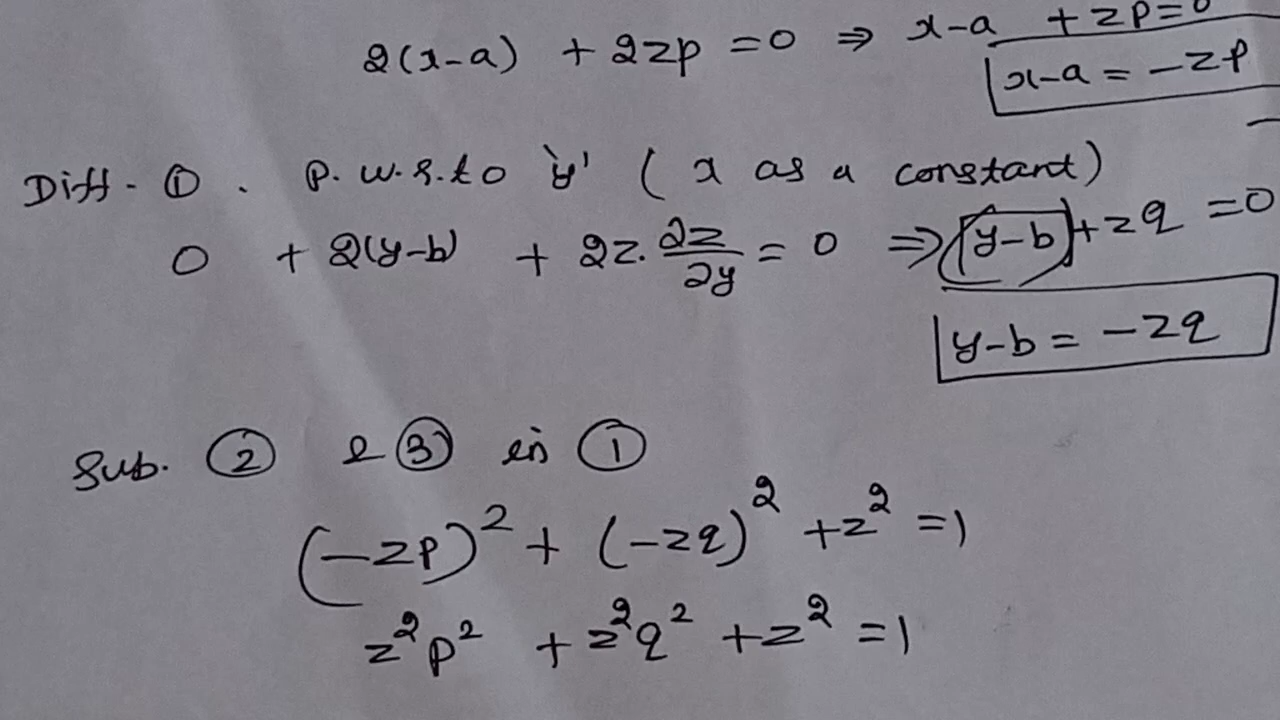 2(x-a) + 2zp = 0 ⇒ x-a + zp = 0
x-a = -zp
Diff. ①. P. w.r.to 'y' ( x as a constant)
0 + 2(y-b) + 2z. ∂z/∂y = 0 ⇒ (y-b) + zq = 0
y-b = -zq
Sub. ② & ③ in ①
(-zp)² + (-zq)² + z² = 1
z²p² + z²q² + z² = 1